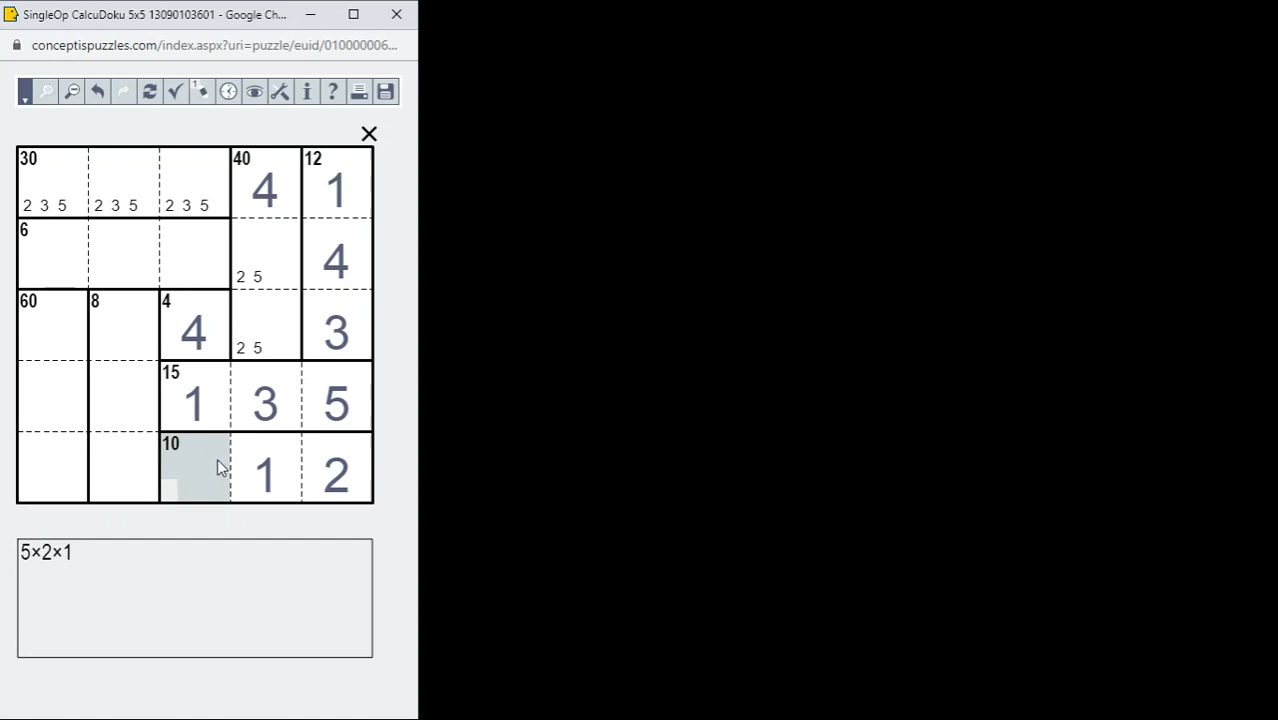 SingleOp CalcuDoku 5x5 13090103601 - Google Ch...
conceptispuzzles.com/index.aspx?uri=puzzle/euid/010000006...
1
30 40 12
4 1
2 3 5 2 3 5 2 3 5
6
4
2 5
60 8 4
4 3
2 5
15
1 3 5
10
1 2
5×2×1